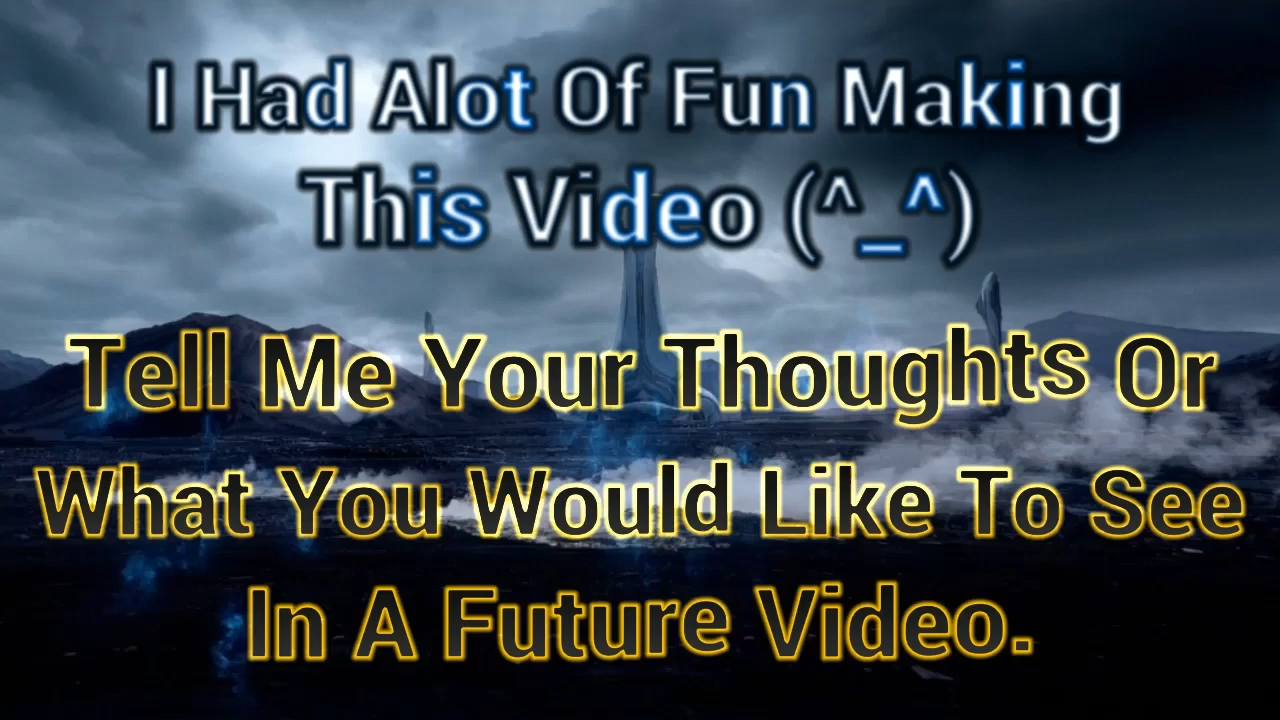 I Had Alot Of Fun Making
This Video (^_^)
Tell Me Your Thoughts Or
What You Would Like To See
In A Future Video.